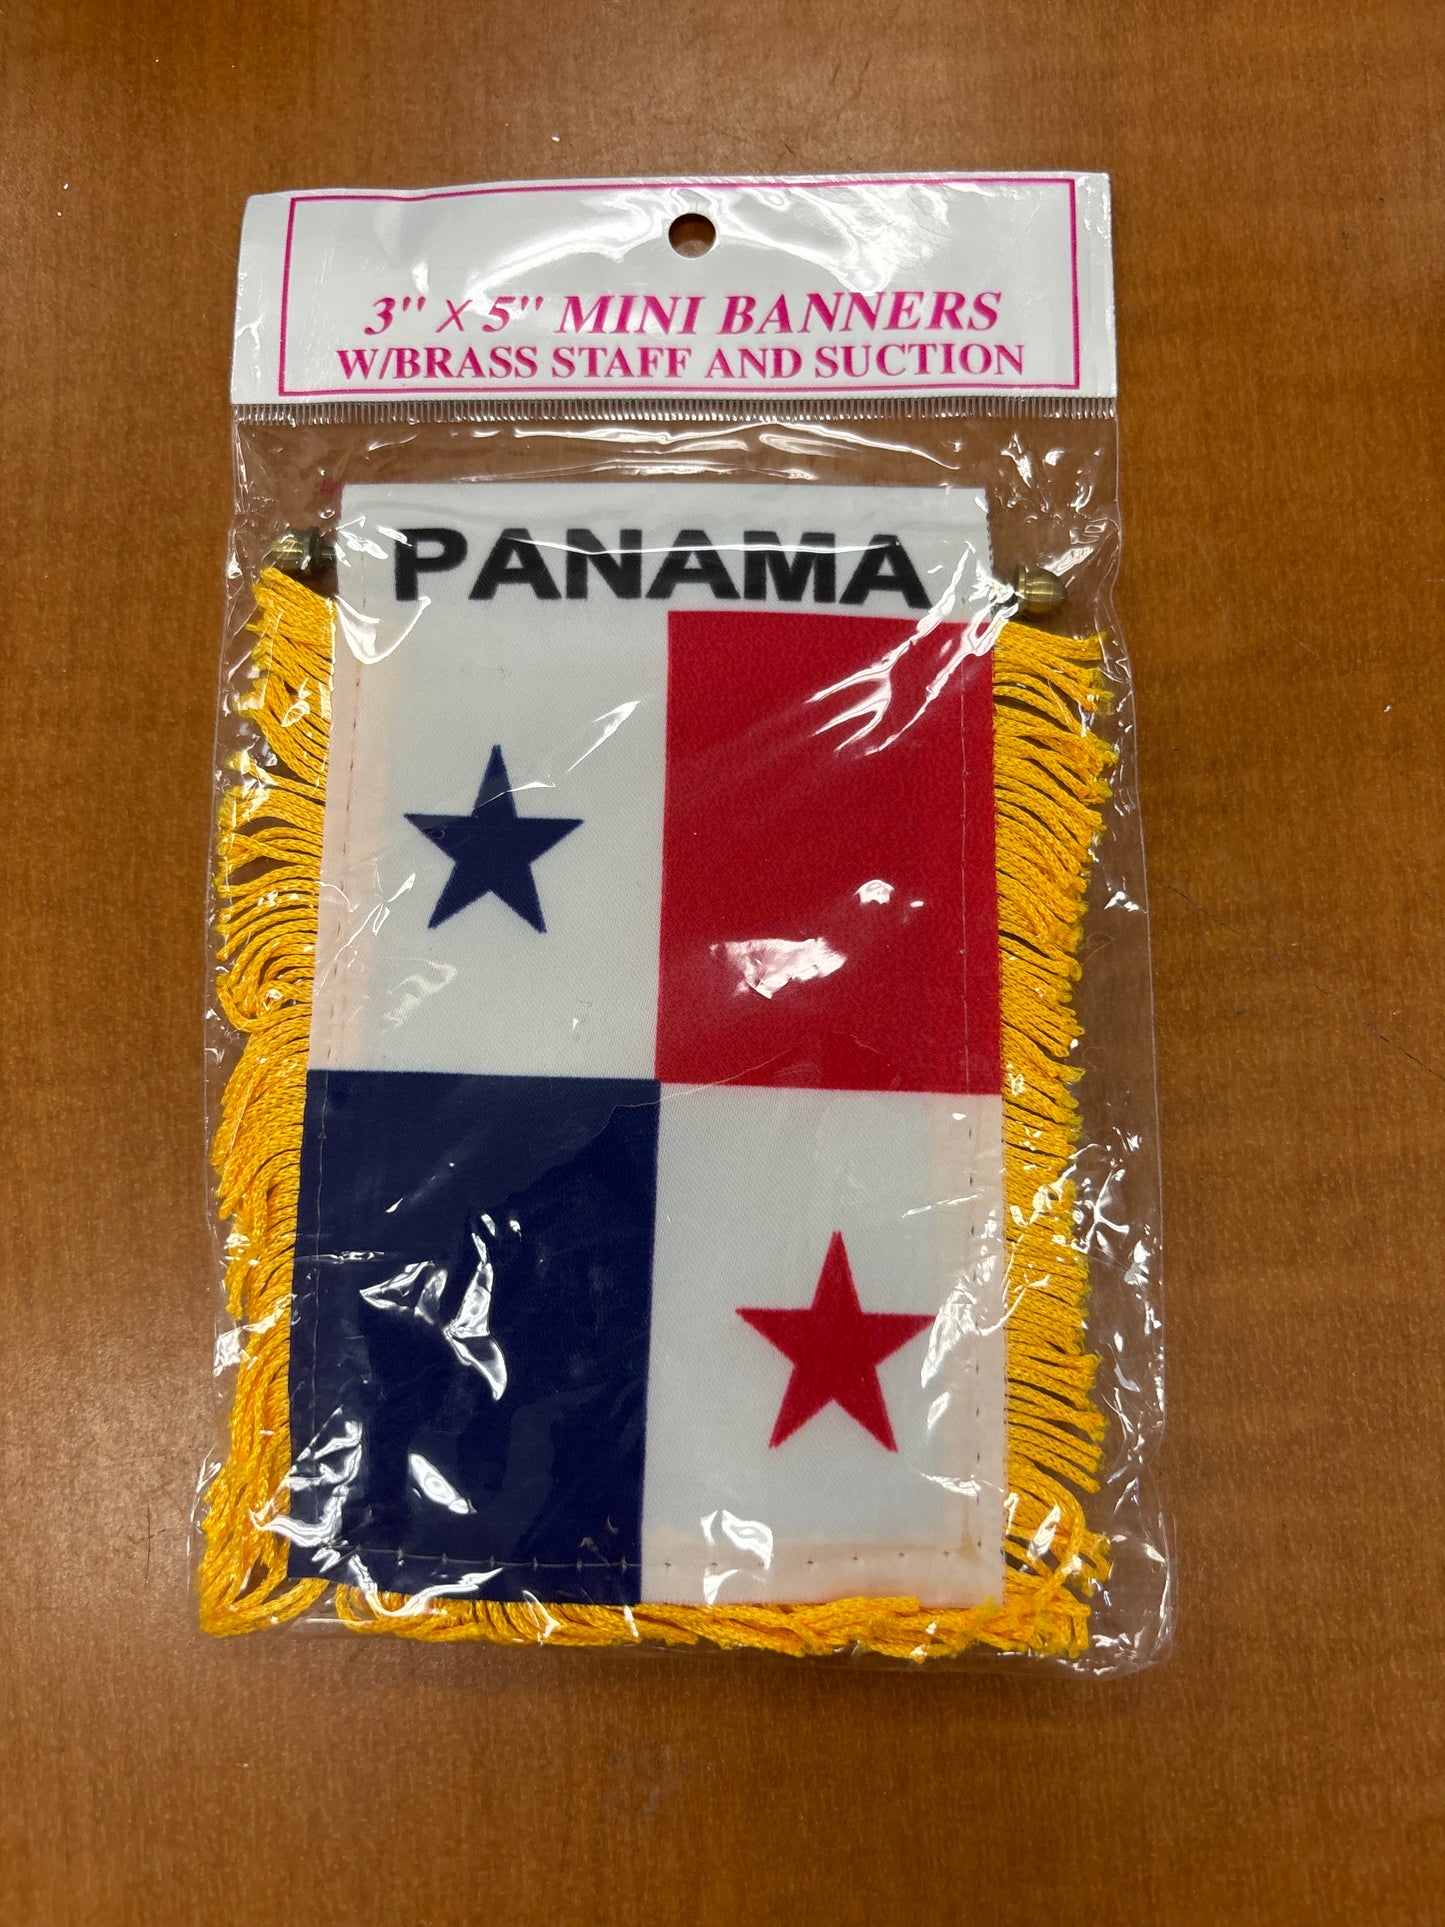 3" X 5" MINI BANNERS
W/BRASS STAFF AND SUCTION
PANAMA